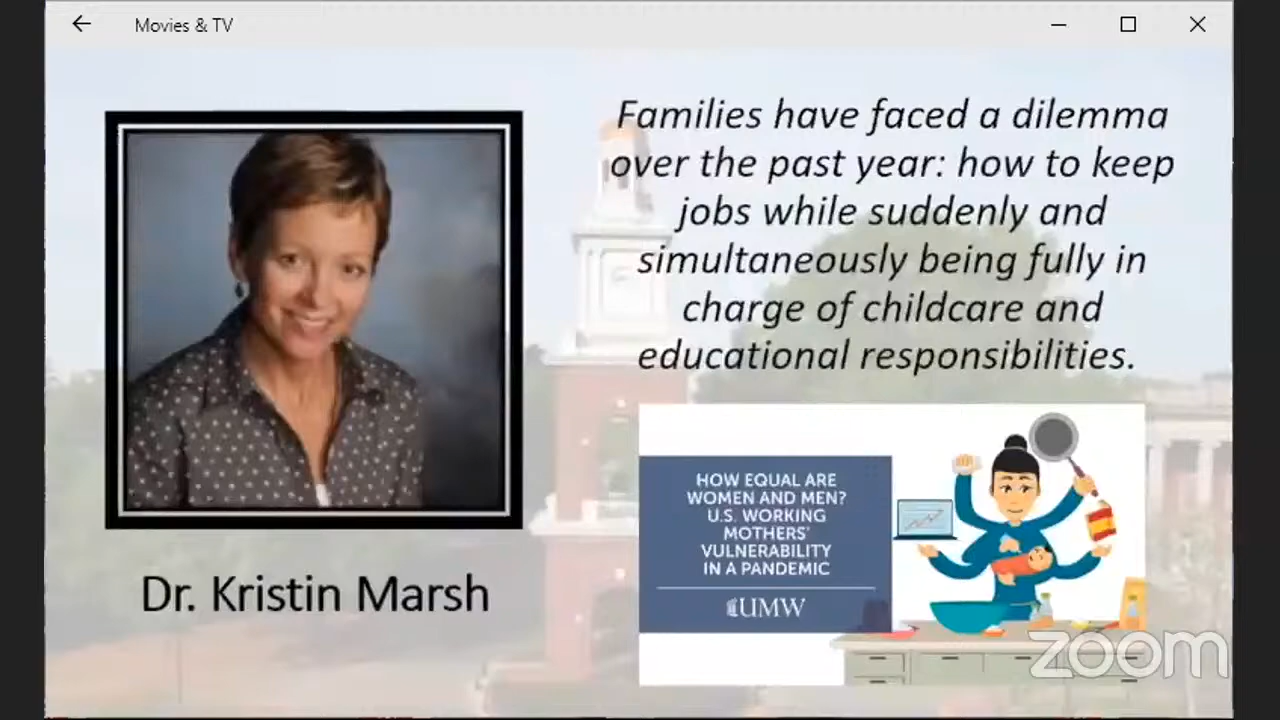 Movies & TV
Families have faced a dilemma
over the past year: how to keep
jobs while suddenly and
simultaneously being fully in
charge of childcare and
educational responsibilities.
Dr. Kristin Marsh
HOW EQUAL ARE
WOMEN AND MEN?
U.S. WORKING
MOTHERS'
VULNERABILITY
IN A PANDEMIC
UMW
zoom